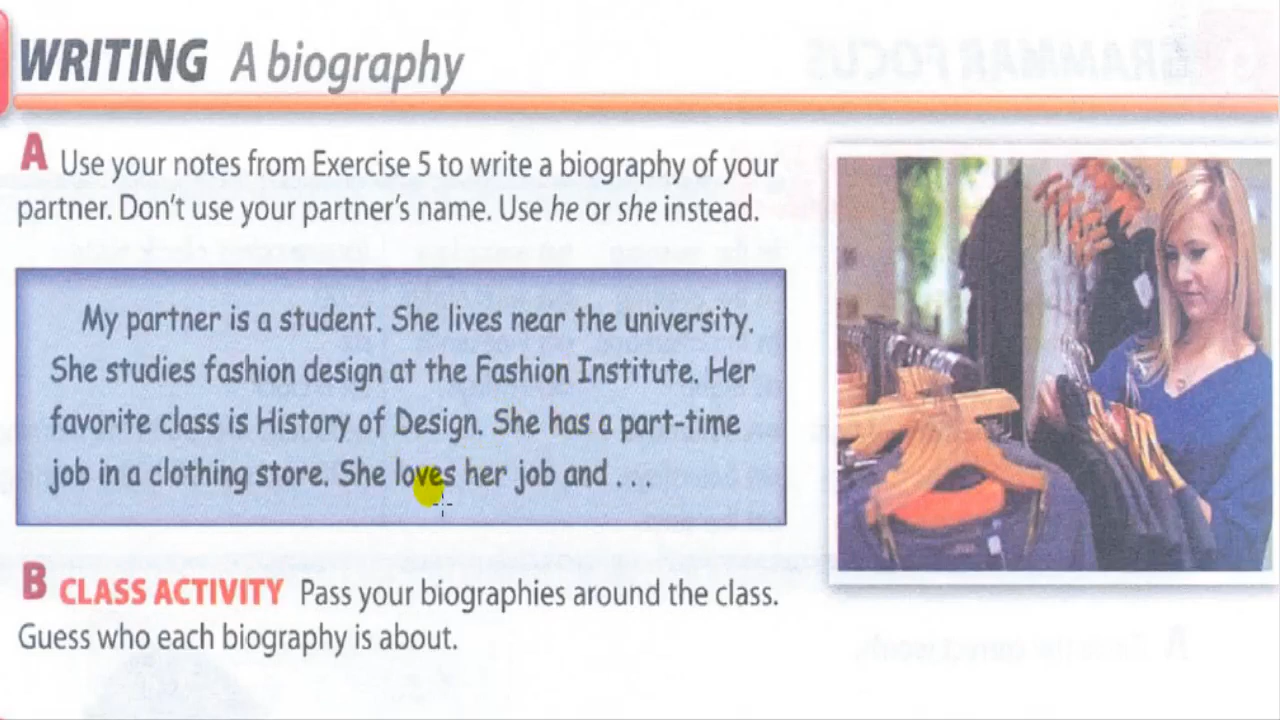 WRITING A biography
A Use your notes from Exercise 5 to write a biography of your
partner. Don't use your partner's name. Use he or she instead.
My partner is a student. She lives near the university.
She studies fashion design at the Fashion Institute. Her
favorite class is History of Design. She has a part-time
job in a clothing store. She loves her job and . . .
B CLASS ACTIVITY Pass your biographies around the class.
Guess who each biography is about.